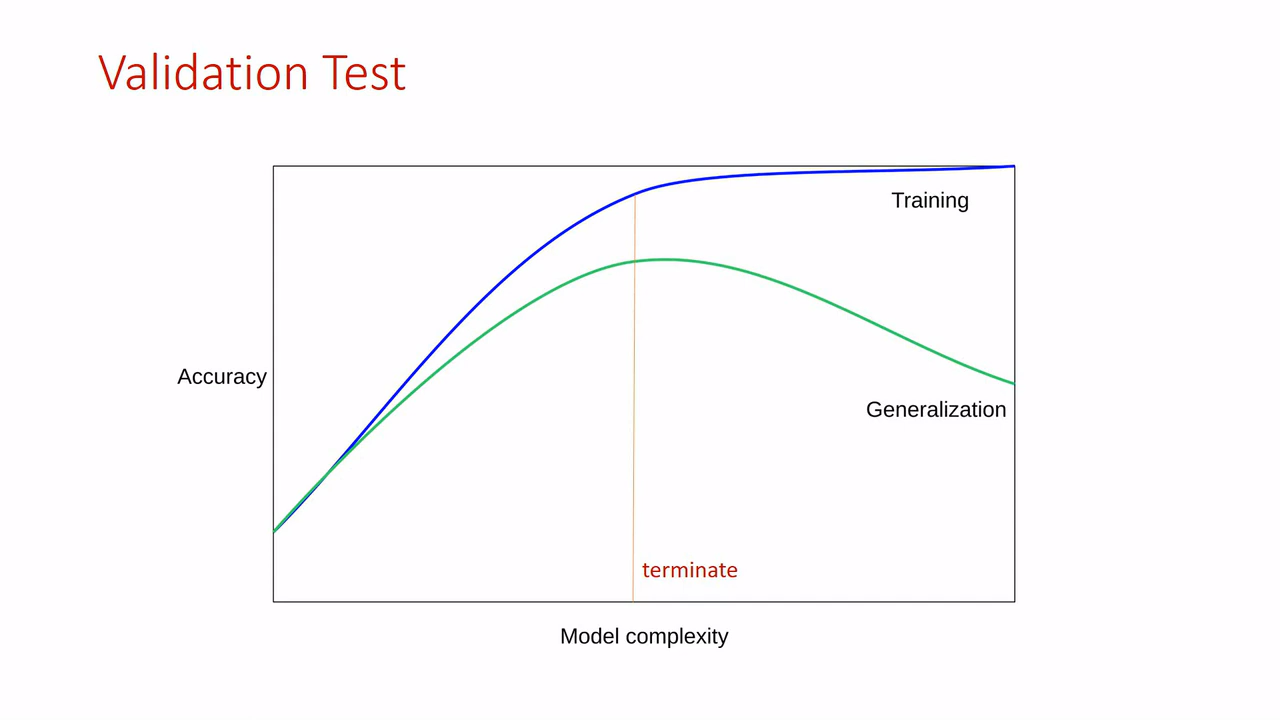 Validation Test
Training
Accuracy
Generalization
terminate
Model complexity